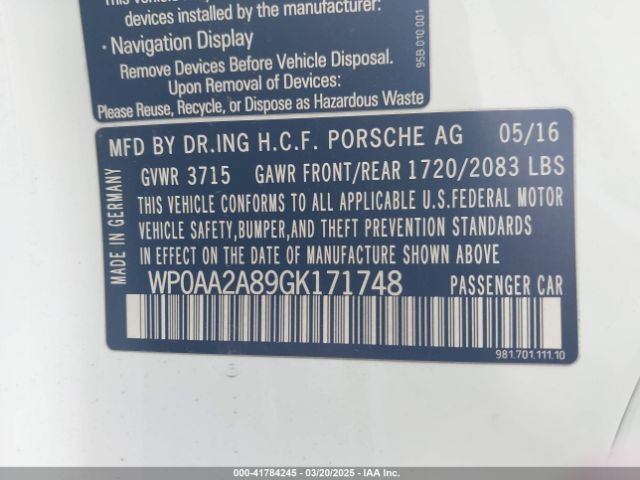 devices installed by the manufacturer.
• Navigation Display
Remove Devices Before Vehicle Disposal.
Upon Removal of Devices:
Please Reuse, Recycle, or Dispose as Hazardous Waste
95B.010.001
MFD BY DR.ING H.C.F. PORSCHE AG 05/16
GVWR 3715 GAWR FRONT/REAR 1720/2083 LBS
THIS VEHICLE CONFORMS TO ALL APPLICABLE U.S.FEDERAL MOTOR
VEHICLE SAFETY,BUMPER,AND THEFT PREVENTION STANDARDS
IN EFFECT ON THE DATE OF MANUFACTURE SHOWN ABOVE
WP0AA2A89GK171748 PASSENGER CAR
MADE IN GERMANY
981.701.111.10
000-41784245 - 03/20/2025 - IAA Inc.